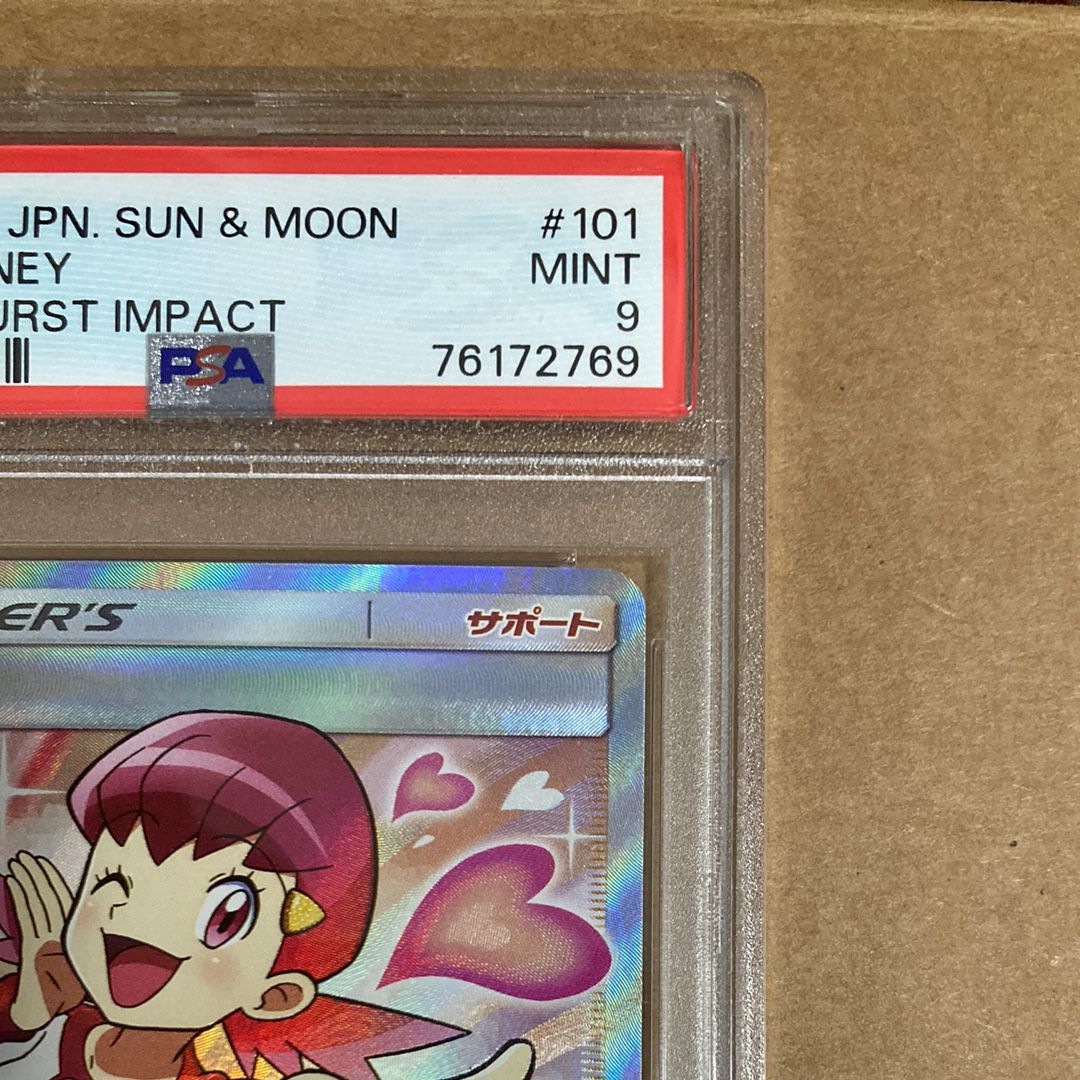 JPN. SUN & MOON #101
NEY MINT
URST IMPACT 9
PSA 76172769
ER'S サポート